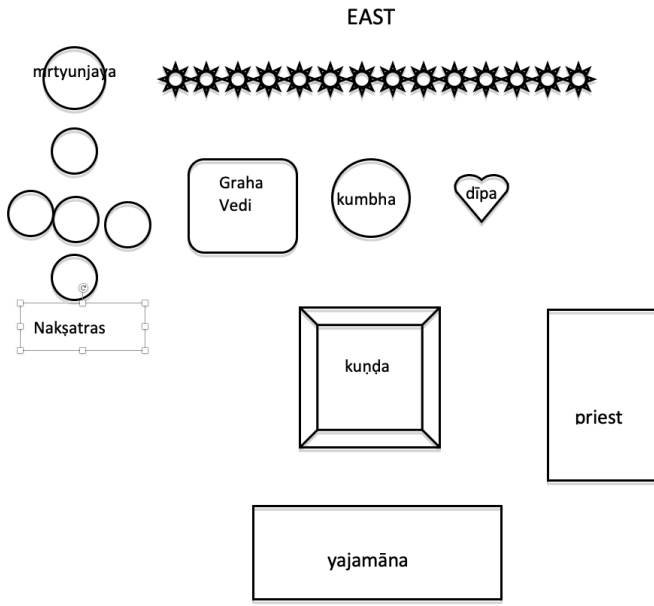 EAST
mrtyunjaya
Graha
Vedi
kumbha
dīpa
Nakṣatras
kuṇḍa
priest
yajamāna